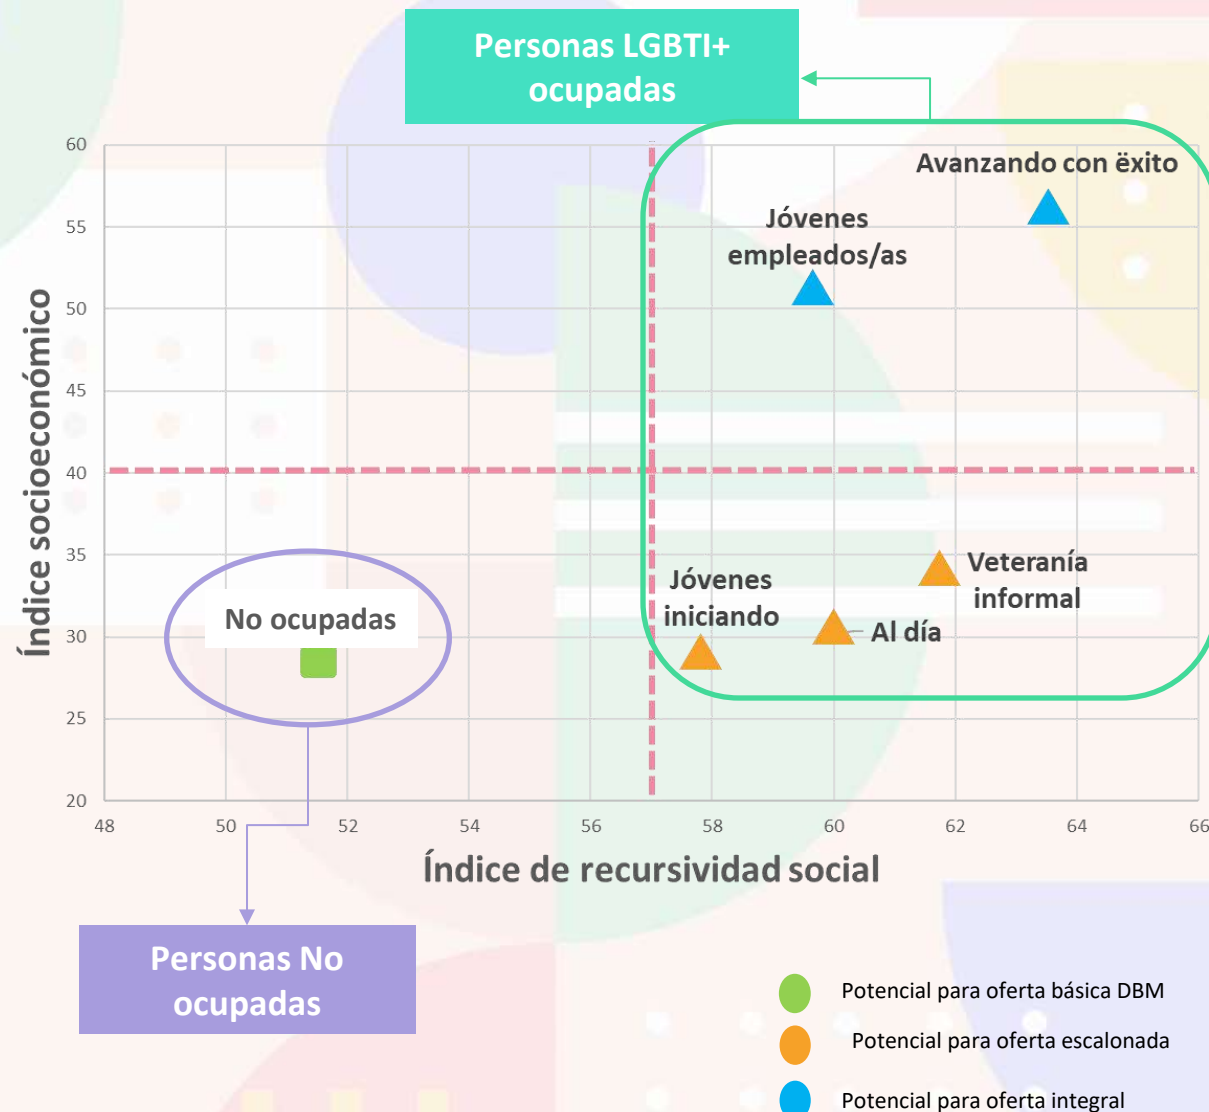 Personas LGBTI+
ocupadas
Avanzando con ëxito
Jóvenes
empleados/as
Jóvenes
iniciando
Veteranía
informal
Al día
No ocupadas
Índice socioeconómico
60
55
50
45
40
35
30
25
20
48 50 52 54 56 58 60 62 64 66
Índice de recursividad social
Personas No
ocupadas
Potencial para oferta básica DBM
Potencial para oferta escalonada
Potencial para oferta integral